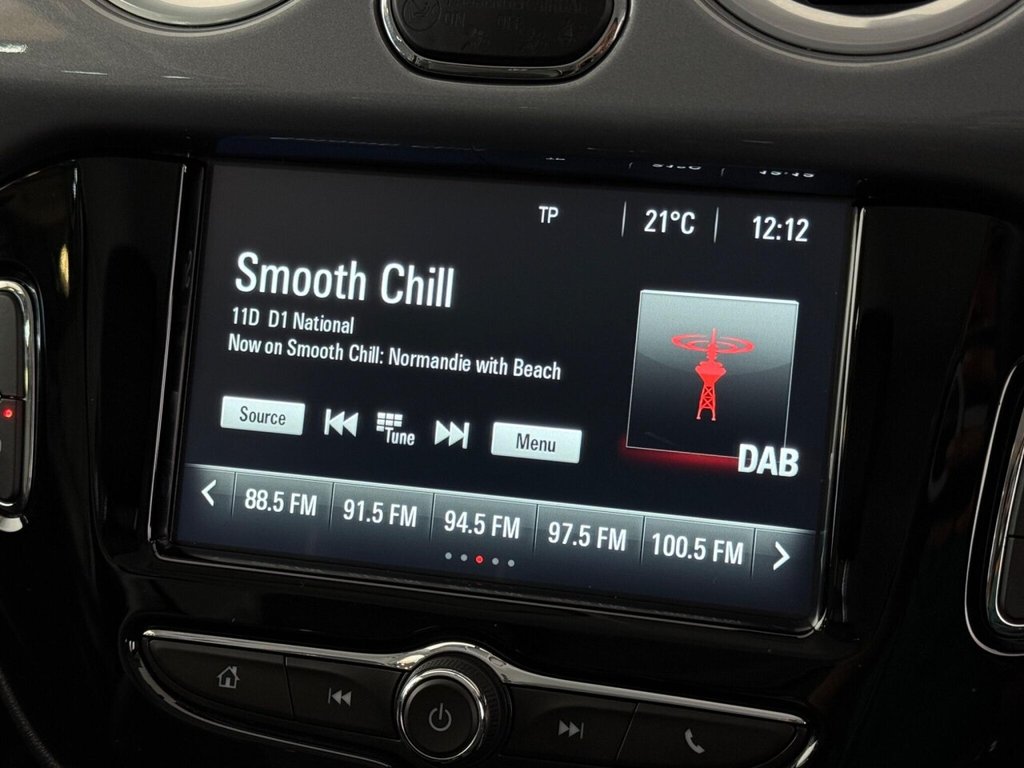 TP 21°C 12:12
Smooth Chill
11D D1 National
Now on Smooth Chill: Normandie with Beach
Source Tune Menu
DAB
88.5 FM 91.5 FM 94.5 FM 97.5 FM 100.5 FM